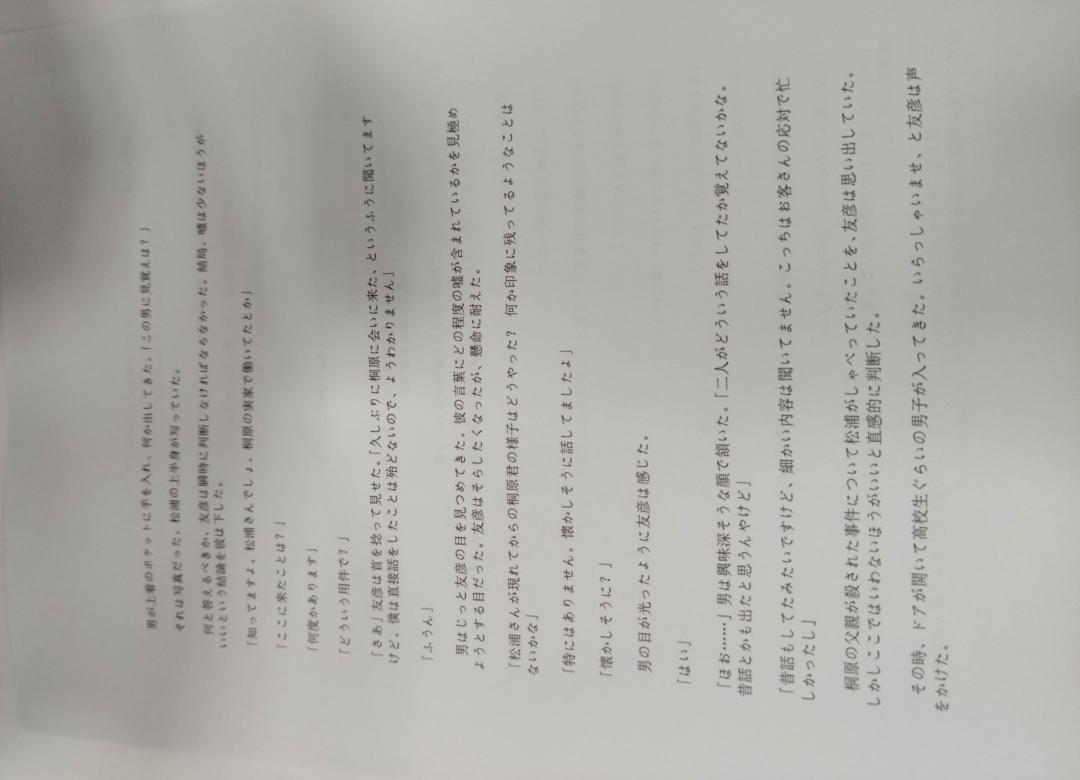 男が上着のポケットに手を入れ、何か出してきた。「この男に見覚えは？」
それは写真だった。松浦の上半身が写っていた。
何と答えるべきか、友彦は瞬時に判断しなければならなかった。結局。嘘は少ないほうが
いいという結論を彼は下した。
「知ってますよ。松浦さんでしょ。桐原の実家で働いてたとか」
「ここに来たことは？」
「何度かあります」
「どういう用件で？」
「さあ」友彦は首を捻って見せた。「久しぶりに桐原に会いに来た、というふうに聞いてます
けど。僕は直接話をしたことは殆どないので、ようわかりません」
「ふうん」
男はじっと友彦の目を見つめてきた。彼の言葉にどの程度の嘘が含まれているかを見極め
ようとする目だった。友彦はそらしたくなったが、懸命に耐えた。
「松浦さんが現れてからの桐原君の様子はどうやった？　何か印象に残ってるようなことは
ないかな」
「特にはありません。懐かしそうに話してましたよ」
「懐かしそうに？」
男の目が光ったように友彦は感じた。
「はい」
「ほお……」男は興味深そうな顔で頷いた。「二人がどういう話をしてたか覚えてないかな。
昔話とかも出たと思うんやけど」
「昔話もしてたみたいですけど、細かい内容は聞いてません。こっちはお客さんの応対で忙
しかったし」
桐原の父親が殺された事件について松浦がしゃべっていたことを、友彦は思い出していた。
しかしここではいわないほうがいいと直感的に判断した。
その時、ドアが開いて高校生ぐらいの男子が入ってきた。いらっしゃいませ、と友彦は声
をかけた。